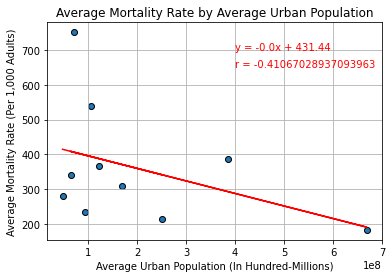 Average Mortality Rate by Average Urban Population
y = -0.0x + 431.44
r = -0.41067028937093963
Average Mortality Rate (Per 1,000 Adults)
700
600
500
400
300
200
1 2 3 4 5 6 7
1e8
Average Urban Population (In Hundred-Millions)